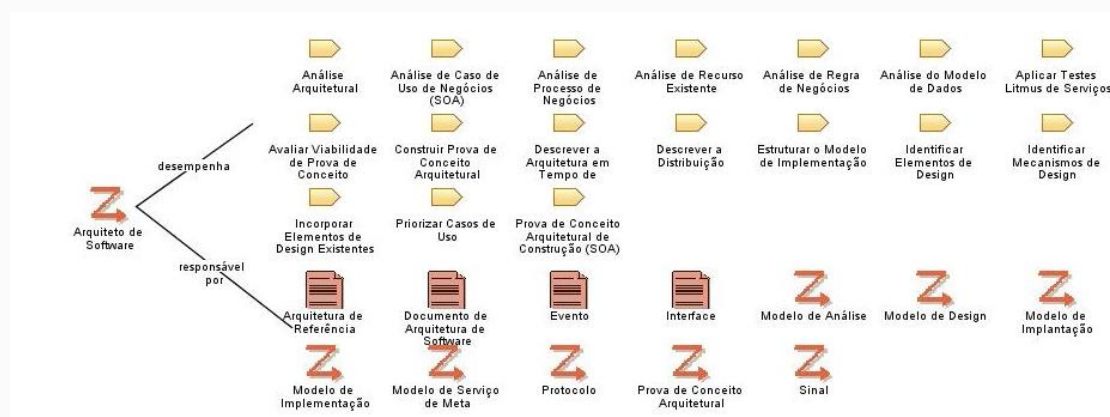 Análise
Arquitetural
Análise de Caso de
Uso de Negócios
(SOA)
Análise de
Processo de
Negócios
Análise de Recurso
Existente
Análise de Regra
de Negócios
Análise do Modelo
de Dados
Aplicar Testes
Litmus de Serviços
desempenha
Avaliar Viabilidade
de Prova de
Conceito
Construir Prova de
Conceito
Arquitetural
Descrever a
Arquitetura em
Tempo de
Descrever a
Distribuição
Estruturar o Modelo
de Implementação
Identificar
Elementos de
Design
Identificar
Mecanismos de
Design
Arquiteto de
Software
Incorporar
Elementos de
Design Existentes
Priorizar Casos de
Uso
Prova de Conceito
Arquitetural de
Construção (SOA)
responsável
por
Arquitetura de
Referência
Documento de
Arquitetura de
Software
Evento
Interface
Modelo de Análise
Modelo de Design
Modelo de
Implantação
Modelo de
Implementação
Modelo de Serviço
de Meta
Protocolo
Prova de Conceito
Arquitetural
Sinal